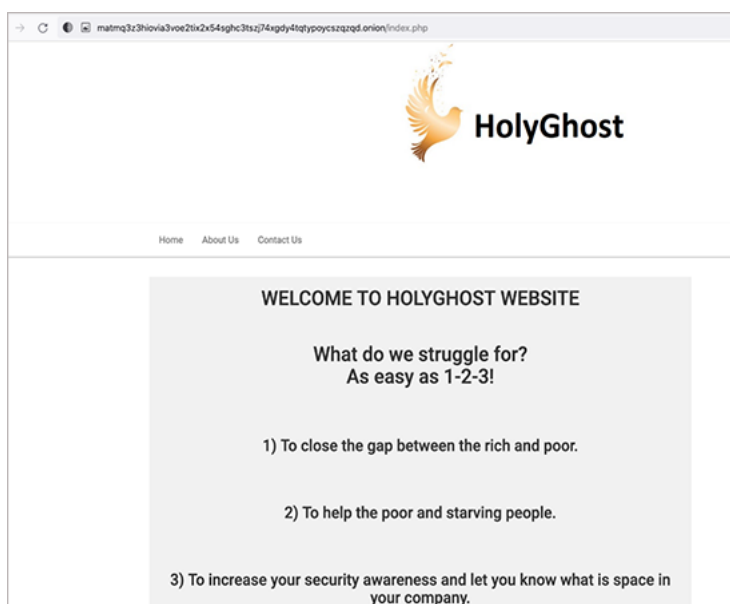 matmq3z3hiovia3voe2tix2x54sghc3tszj74xgdy4tqtypoycszqzqd.onion/index.php
HolyGhost
Home About Us Contact Us
WELCOME TO HOLYGHOST WEBSITE
What do we struggle for?
As easy as 1-2-3!
1) To close the gap between the rich and poor.
2) To help the poor and starving people.
3) To increase your security awareness and let you know what is space in
your company.